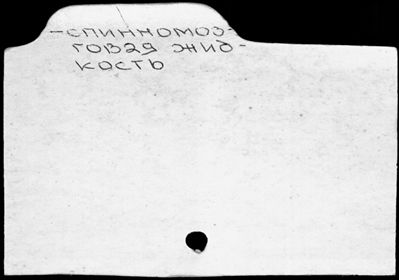 -спинномоз-
говая жид-
кость